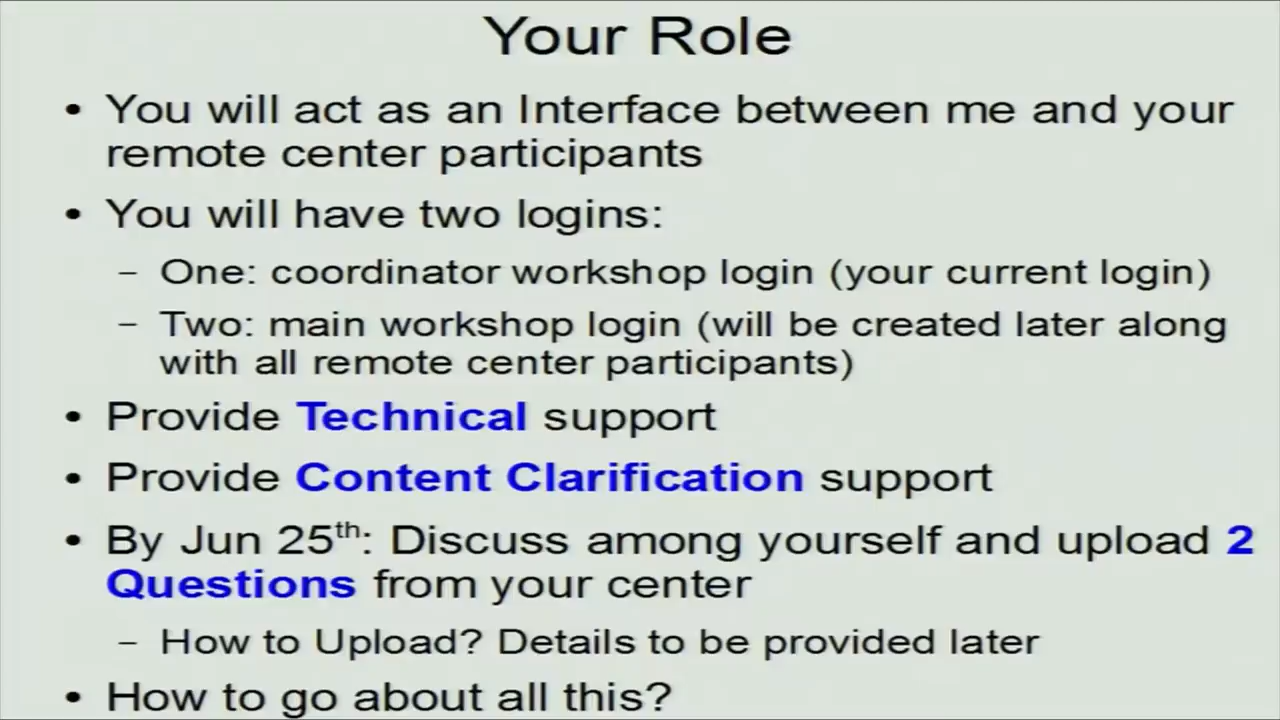 Your Role
• You will act as an Interface between me and your
remote center participants
• You will have two logins:
– One: coordinator workshop login (your current login)
– Two: main workshop login (will be created later along
with all remote center participants)
• Provide Technical support
• Provide Content Clarification support
• By Jun 25th: Discuss among yourself and upload 2
Questions from your center
– How to Upload? Details to be provided later
• How to go about all this?